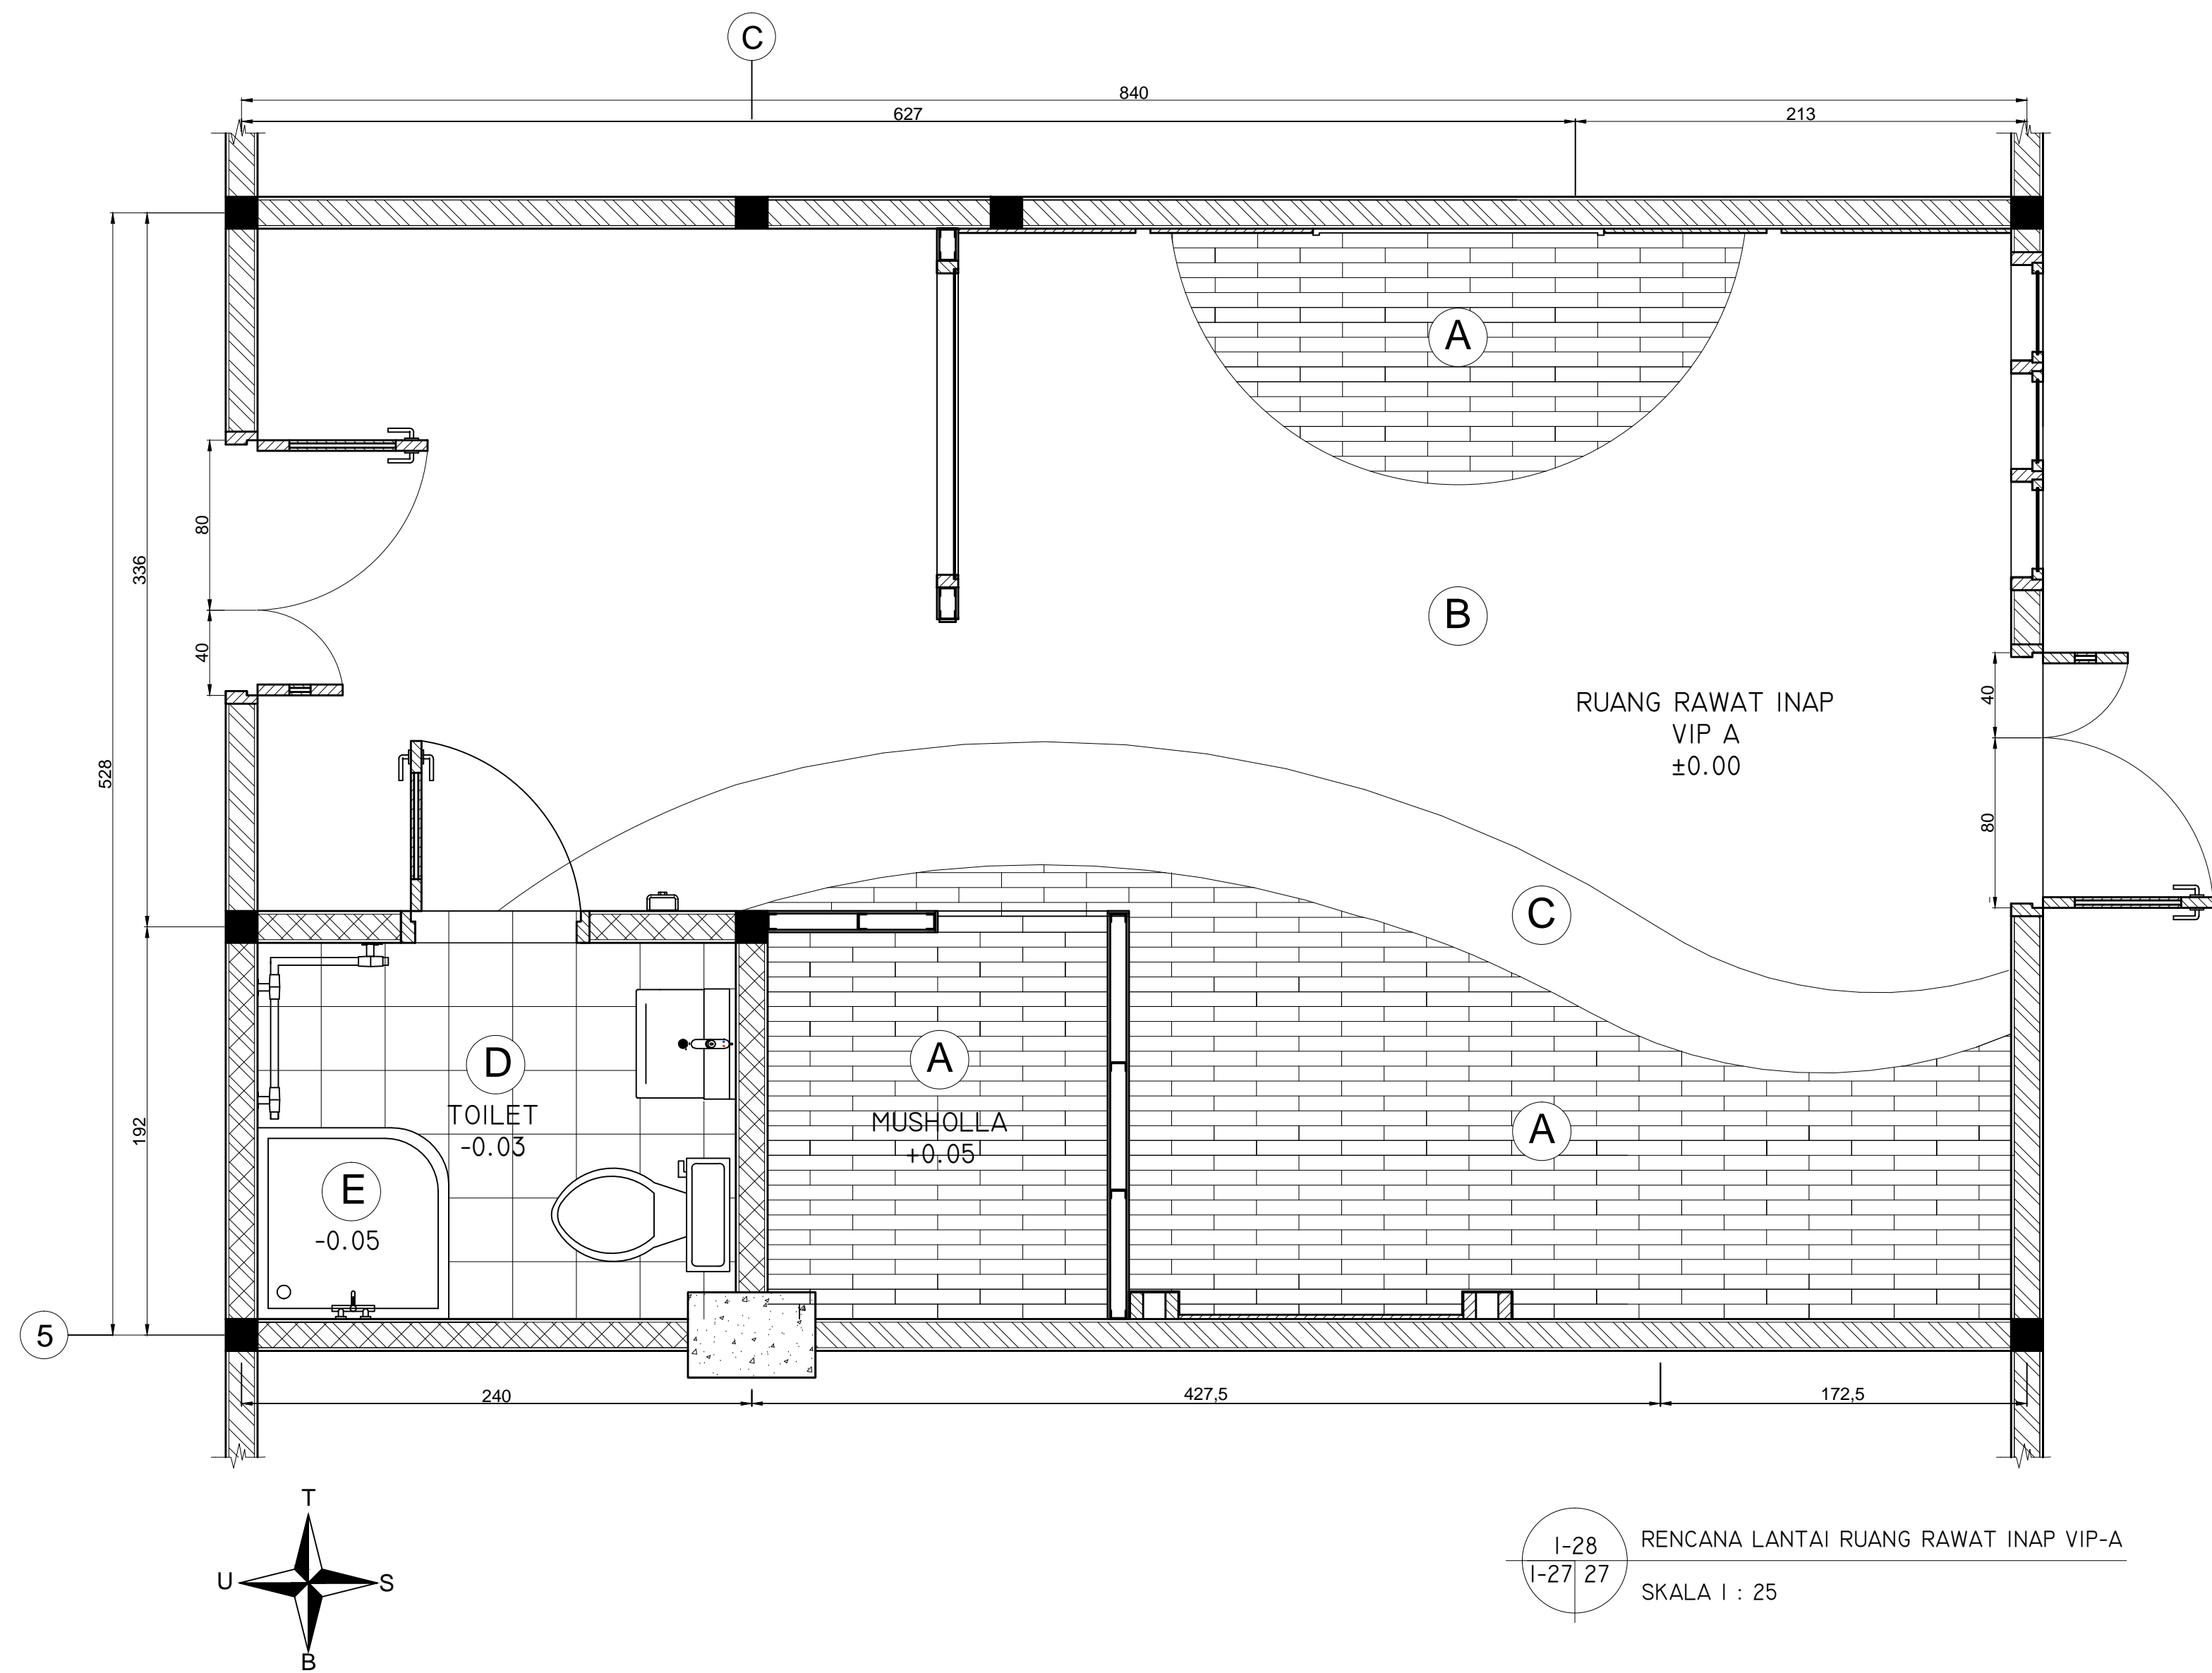 C
840
627
213
A
80
336
B
40
RUANG RAWAT INAP
VIP A
±0.00
40
528
80
C
D
TOILET
-0.03
A
MUSHOLLA
+0.05
A
192
E
-0.05
5
240
427,5
172,5
T
U
S
B
I-28
I-27 27
RENCANA LANTAI RUANG RAWAT INAP VIP-A
SKALA I : 25